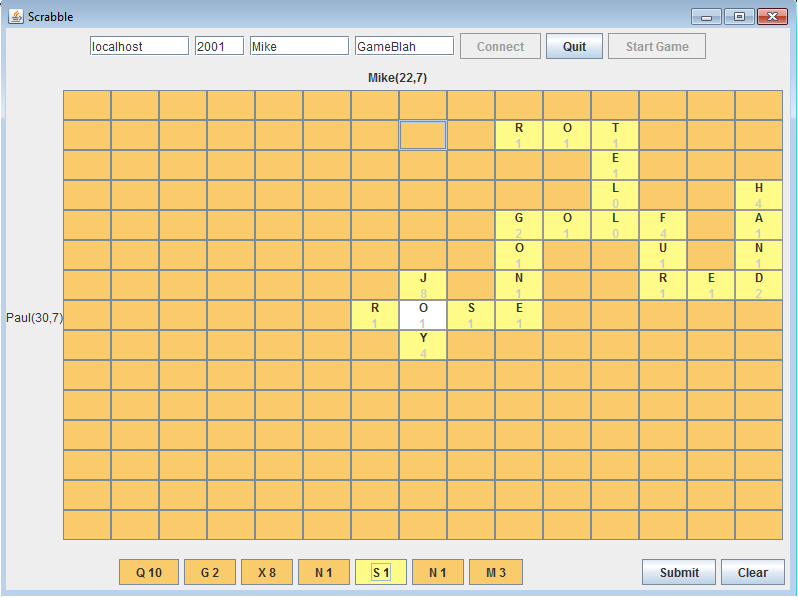 Scrabble
localhost 2001 Mike GameBlah Connect Quit Start Game
Mike(22,7)
R O T
1 1 1
E
1
L H
0 4
G O L F A
2 1 0 4 1
O U N
1 1 1
J N R E D
8 1 1 1 2
Paul(30,7) R O S E
1 1 1 1
Y
4
Q 10 G 2 X 8 N 1 S 1 N 1 M 3 Submit Clear